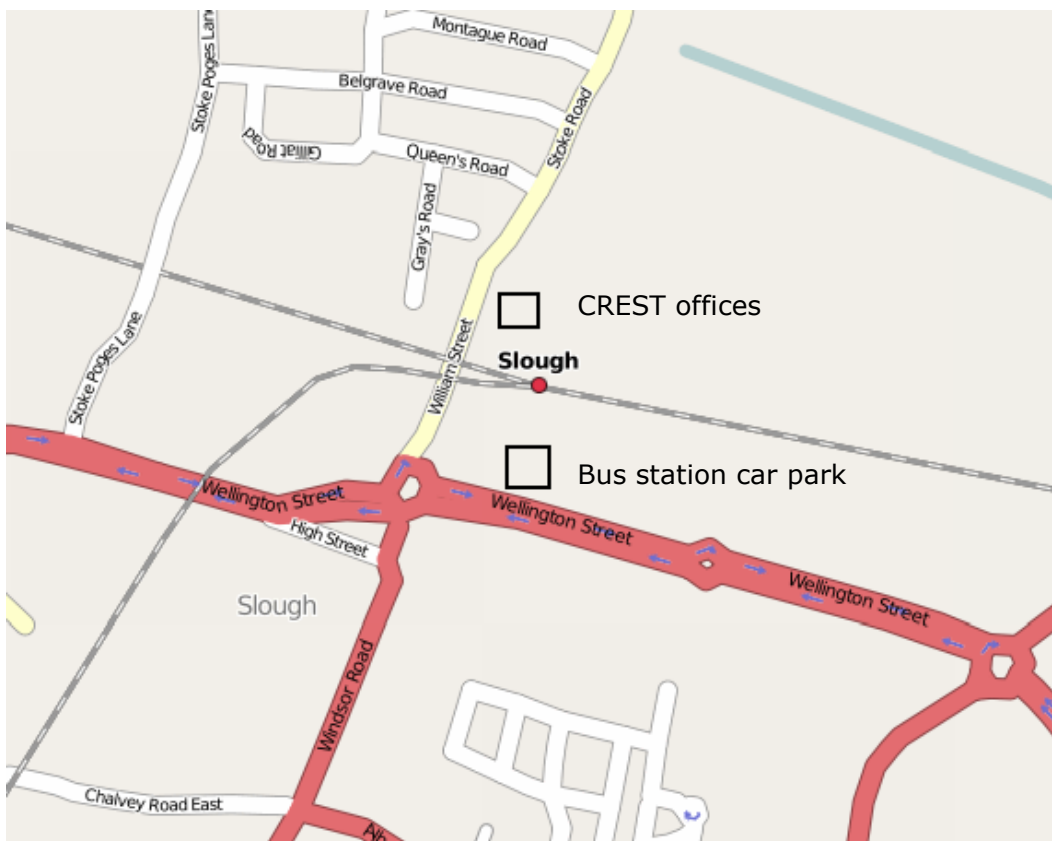 Stoke Poges Lane
Montague Road
Belgrave Road
Gilliat Road
Queen's Road
Stoke Road
Gray's Road
CREST offices
Slough
William Street
Stoke Poges Lane
Bus station car park
Wellington Street
Wellington Street
High Street
Wellington Street
Slough
Windsor Road
Chalvey Road East
Alb